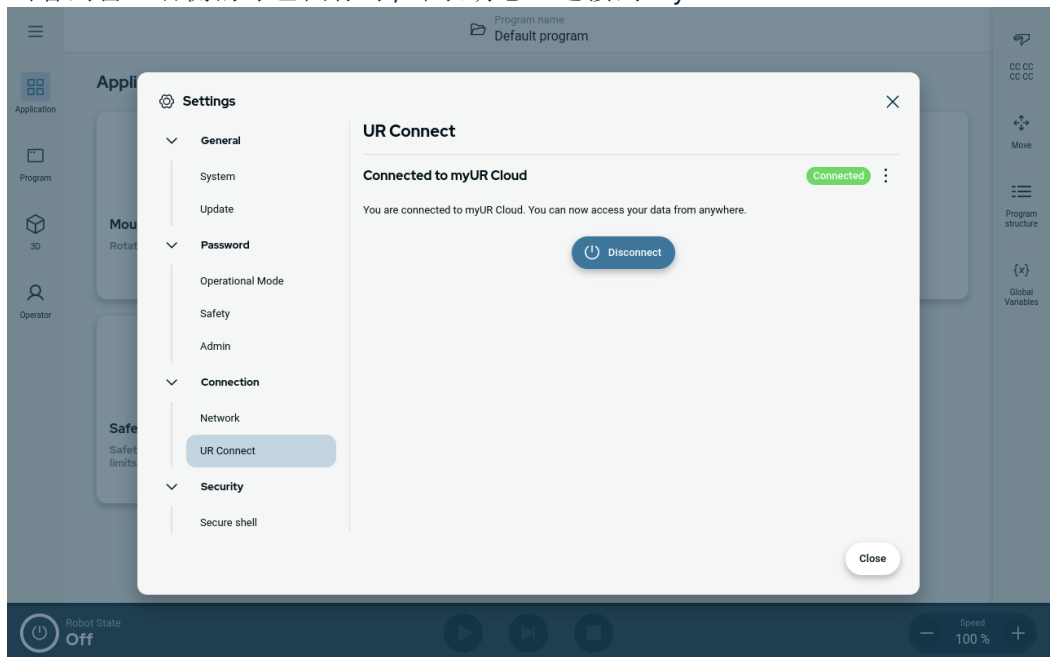 Program name
Default program
Application
Program
3D
Operator
Appli
Mou
Rotat
Safe
Safet
limits
Settings
General
System
Update
Password
Operational Mode
Safety
Admin
Connection
Network
UR Connect
Security
Secure shell
UR Connect
Connected to myUR Cloud
Connected
You are connected to myUR Cloud. You can now access your data from anywhere.
Disconnect
Close
CC CC
CC CC
Move
Program
structure
{x}
Global
Variables
Robot State
Off
Speed
100 %